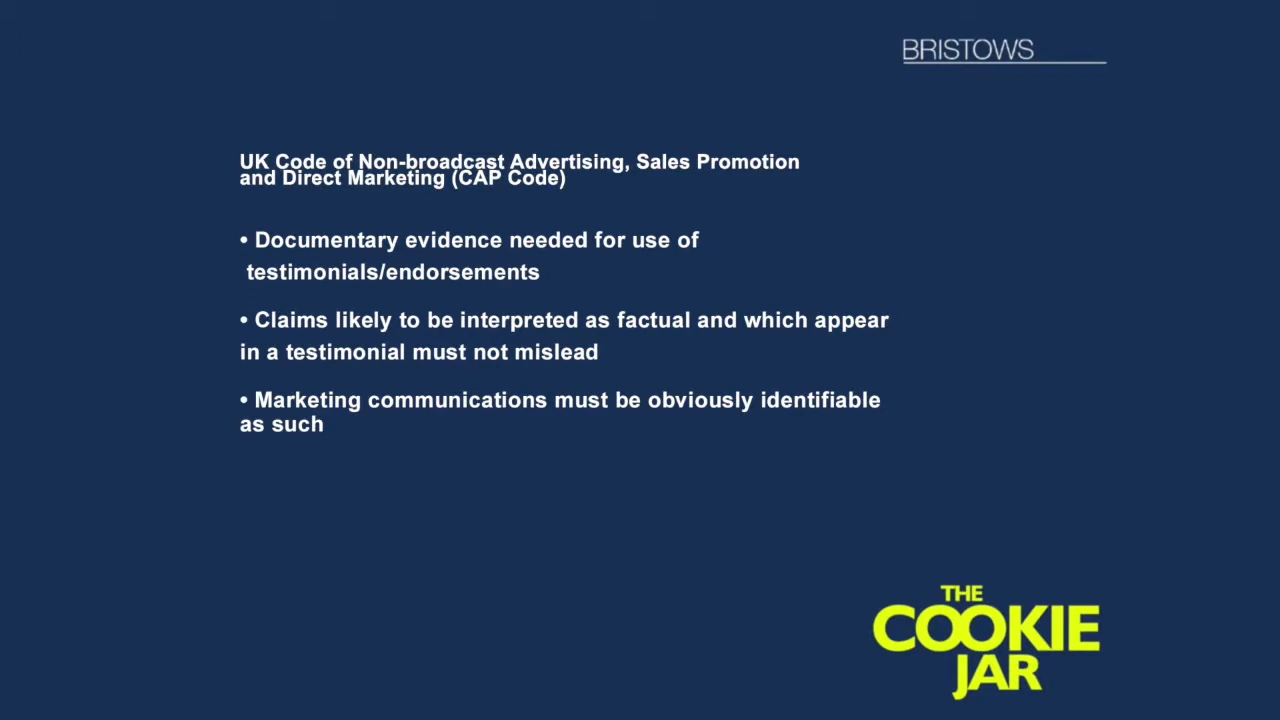 BRISTOWS
UK Code of Non-broadcast Advertising, Sales Promotion
and Direct Marketing (CAP Code)
• Documentary evidence needed for use of
testimonials/endorsements
• Claims likely to be interpreted as factual and which appear
in a testimonial must not mislead
• Marketing communications must be obviously identifiable
as such
THE
COOKIE
JAR